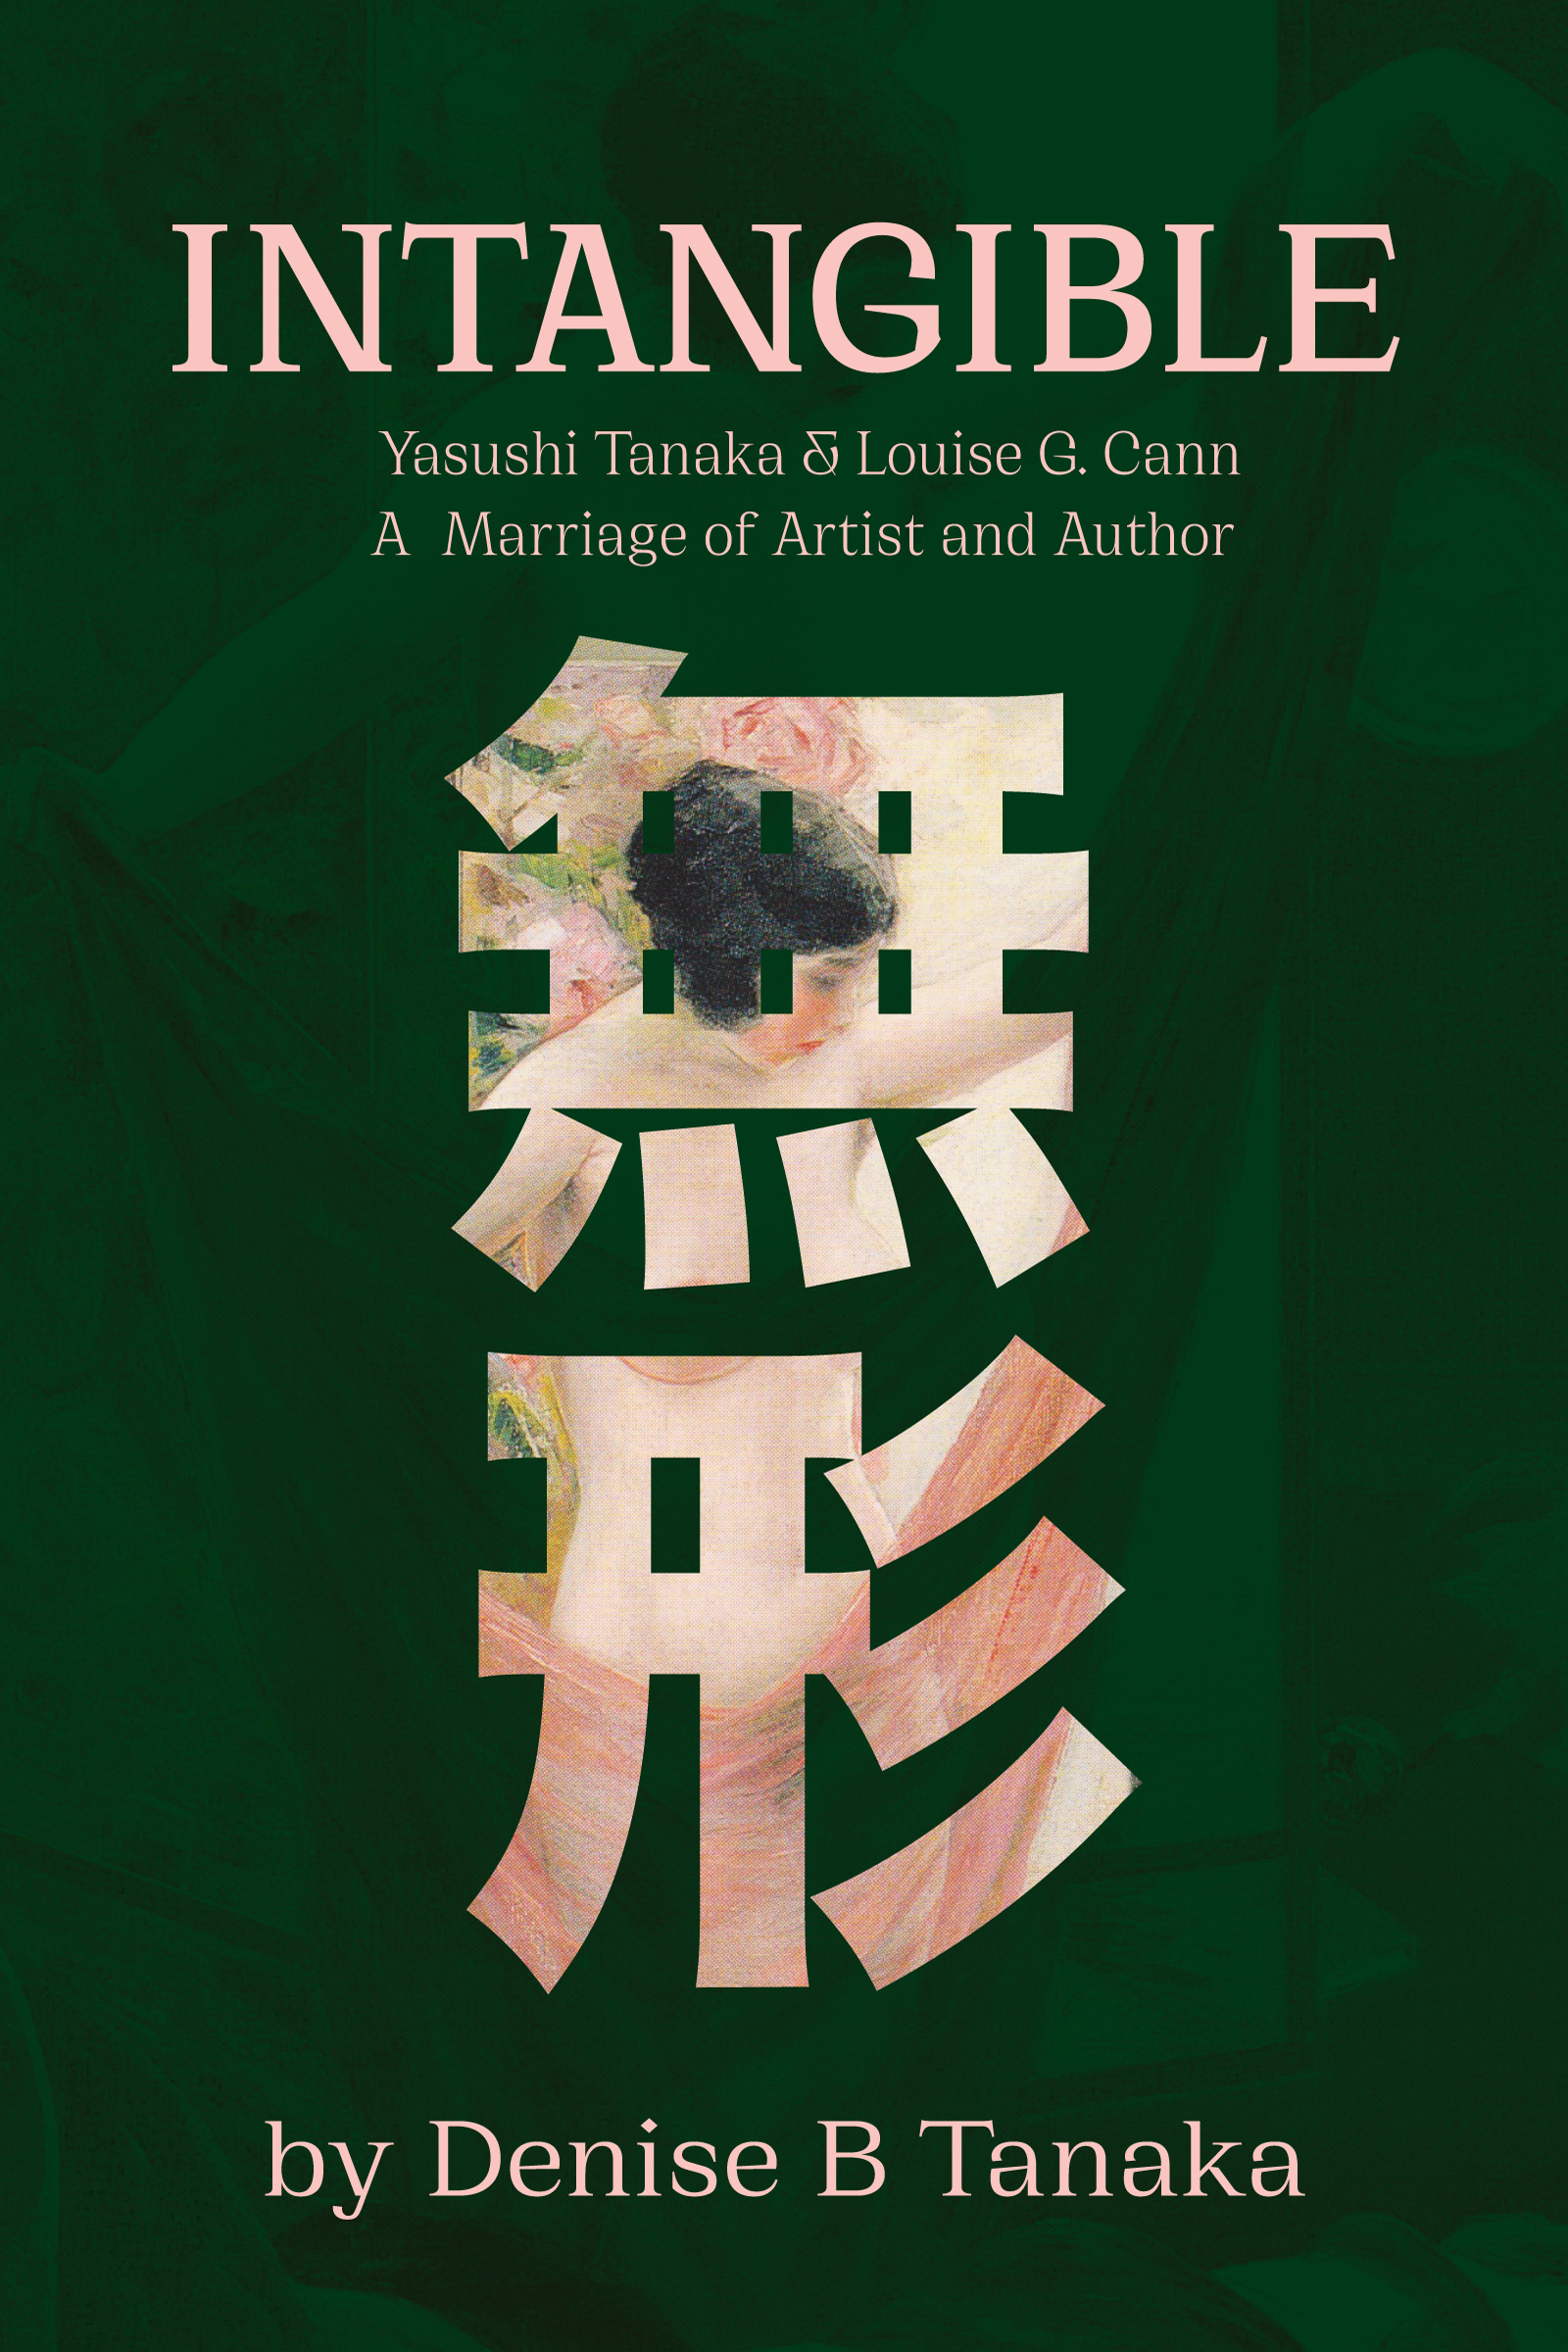 INTANGIBLE
Yasushi Tanaka & Louise G. Cann
A Marriage of Artist and Author
無
形
by Denise B Tanaka